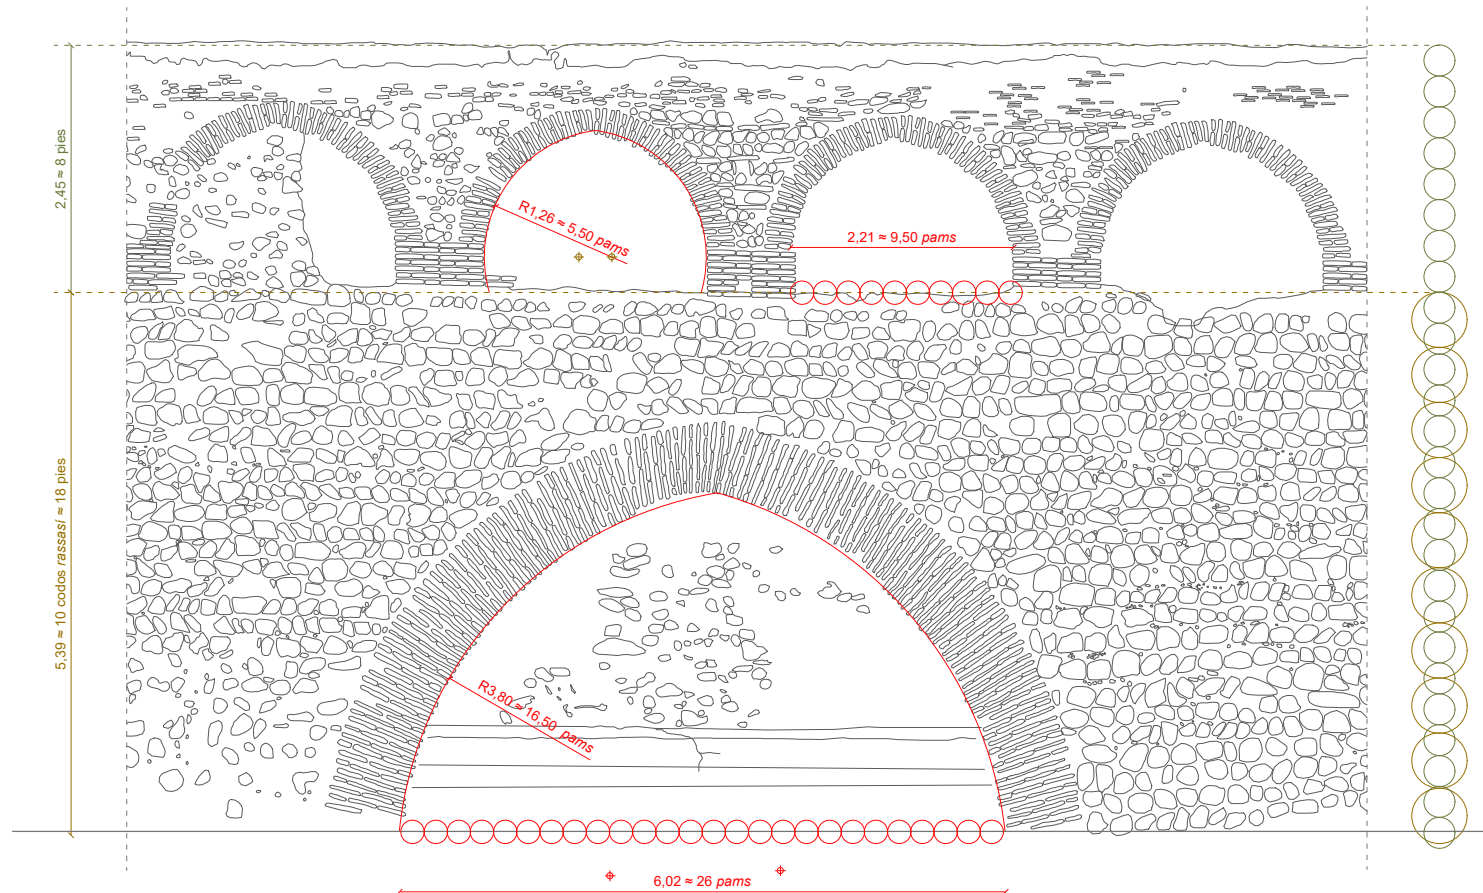 2,45 ≈ 8 pies
R1,26 ≈ 5,50 pams
2,21 ≈ 9,50 pams
5,39 ≈ 10 codos rassasí ≈ 18 pies
R3,80 ≈ 16,50 pams
6,02 ≈ 26 pams